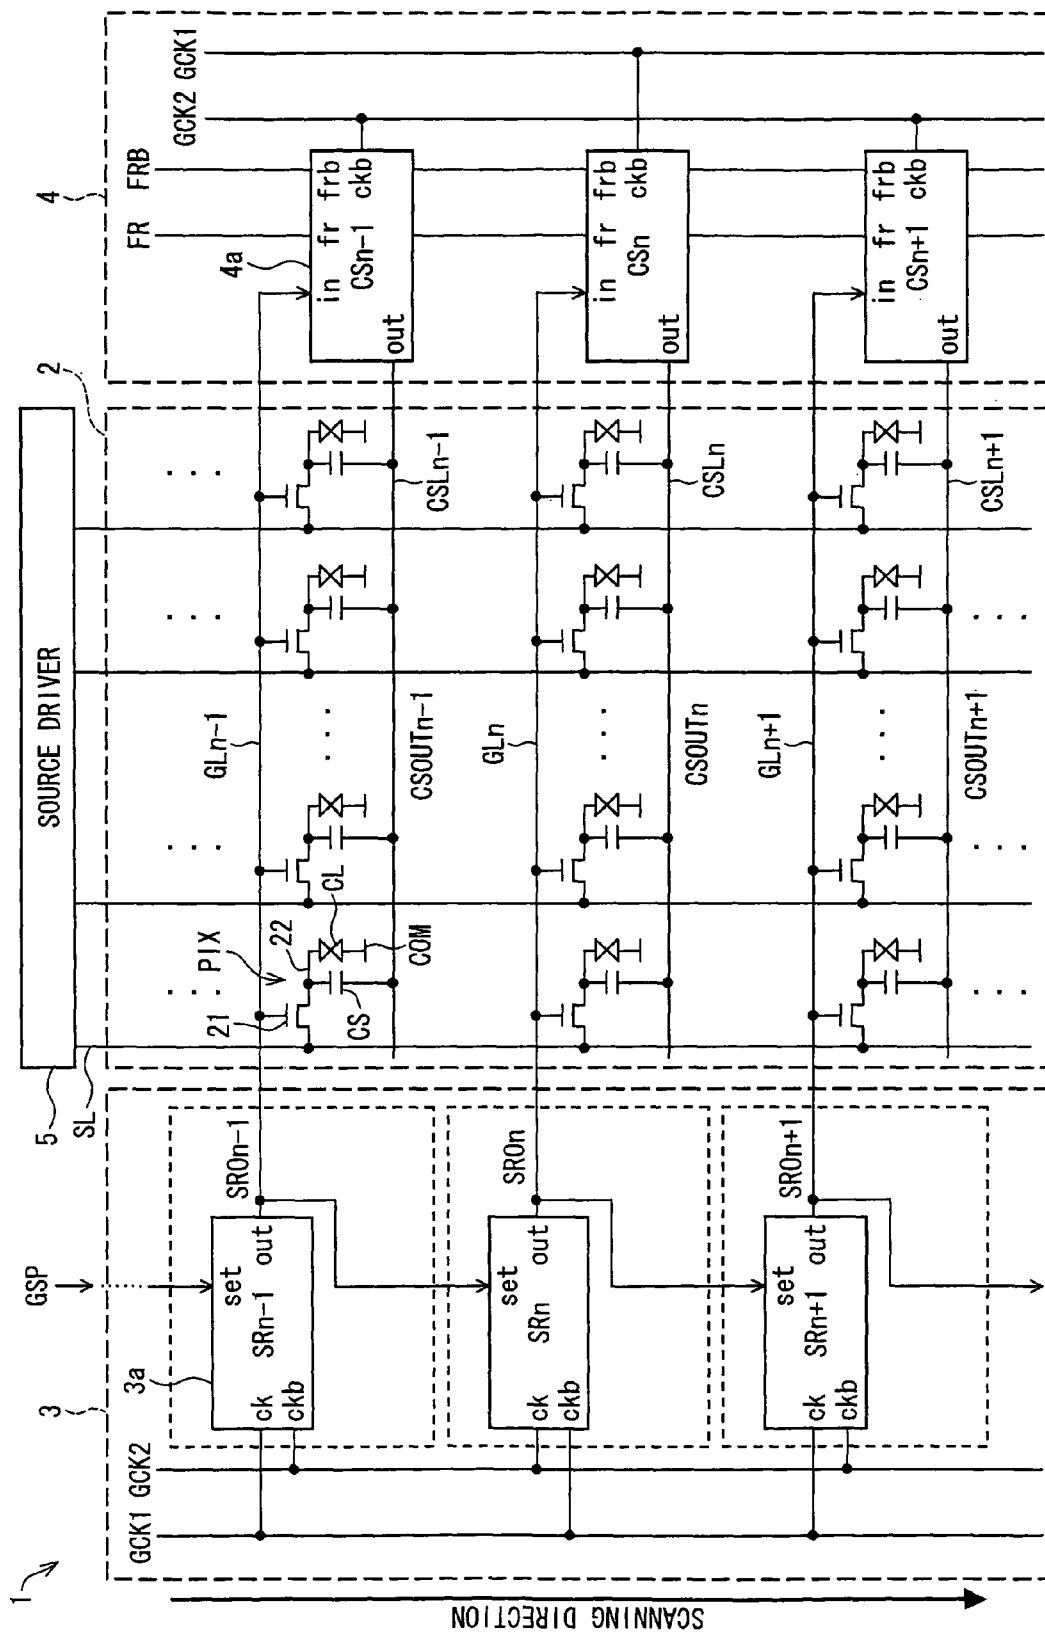 1
SCANNING DIRECTION
3
GCK1
GCK2
GSP
3a
set
SRn-1
ck
ckb
out
SROn-1
set
SRn
ck
ckb
out
SROn
set
SRn+1
ck
ckb
out
SROn+1
5
SOURCE DRIVER
SL
2
. . .
. . .
. . .
. . .
GLn-1
PIX
21
22
CS
CL
COM
. . .
CSOUTn-1
CSLn-1
GLn
. . .
CSOUTn
CSLn
GLn+1
. . .
CSOUTn+1
CSLn+1
. . .
. . .
. . .
4
FR
FRB
GCK2
GCK1
4a
in
fr
frb
CSn-1
ckb
out
in
fr
frb
CSn
ckb
out
in
fr
frb
CSn+1
ckb
out